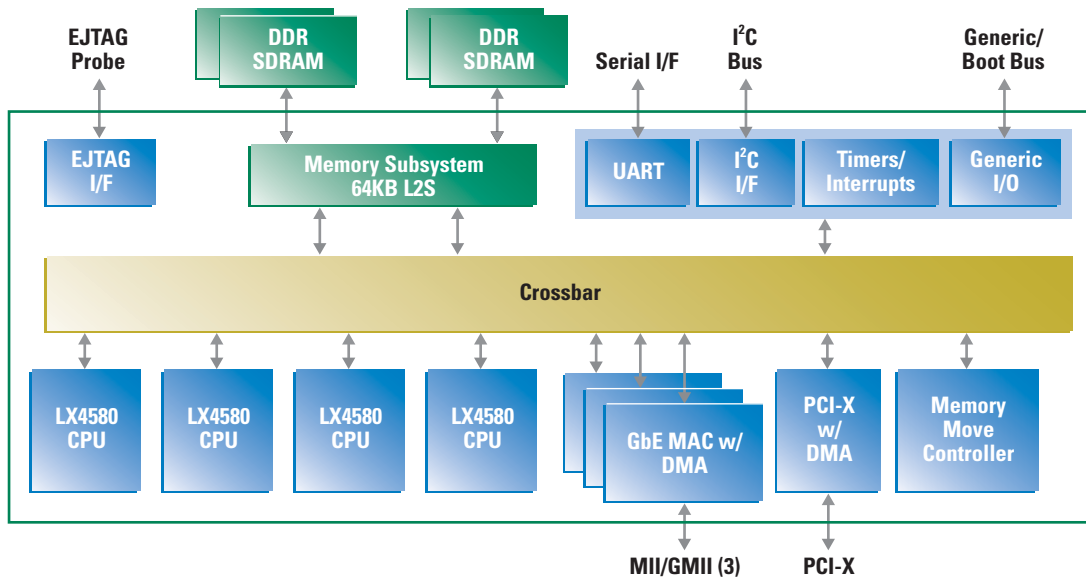 EJTAG
Probe
DDR
SDRAM
DDR
SDRAM
Serial I/F
I²C
Bus
Generic/
Boot Bus
EJTAG
I/F
Memory Subsystem
64KB L2S
UART
I²C
I/F
Timers/
Interrupts
Generic
I/O
Crossbar
LX4580
CPU
LX4580
CPU
LX4580
CPU
LX4580
CPU
GbE MAC w/
DMA
PCI-X
w/
DMA
Memory
Move
Controller
MII/GMII (3)
PCI-X